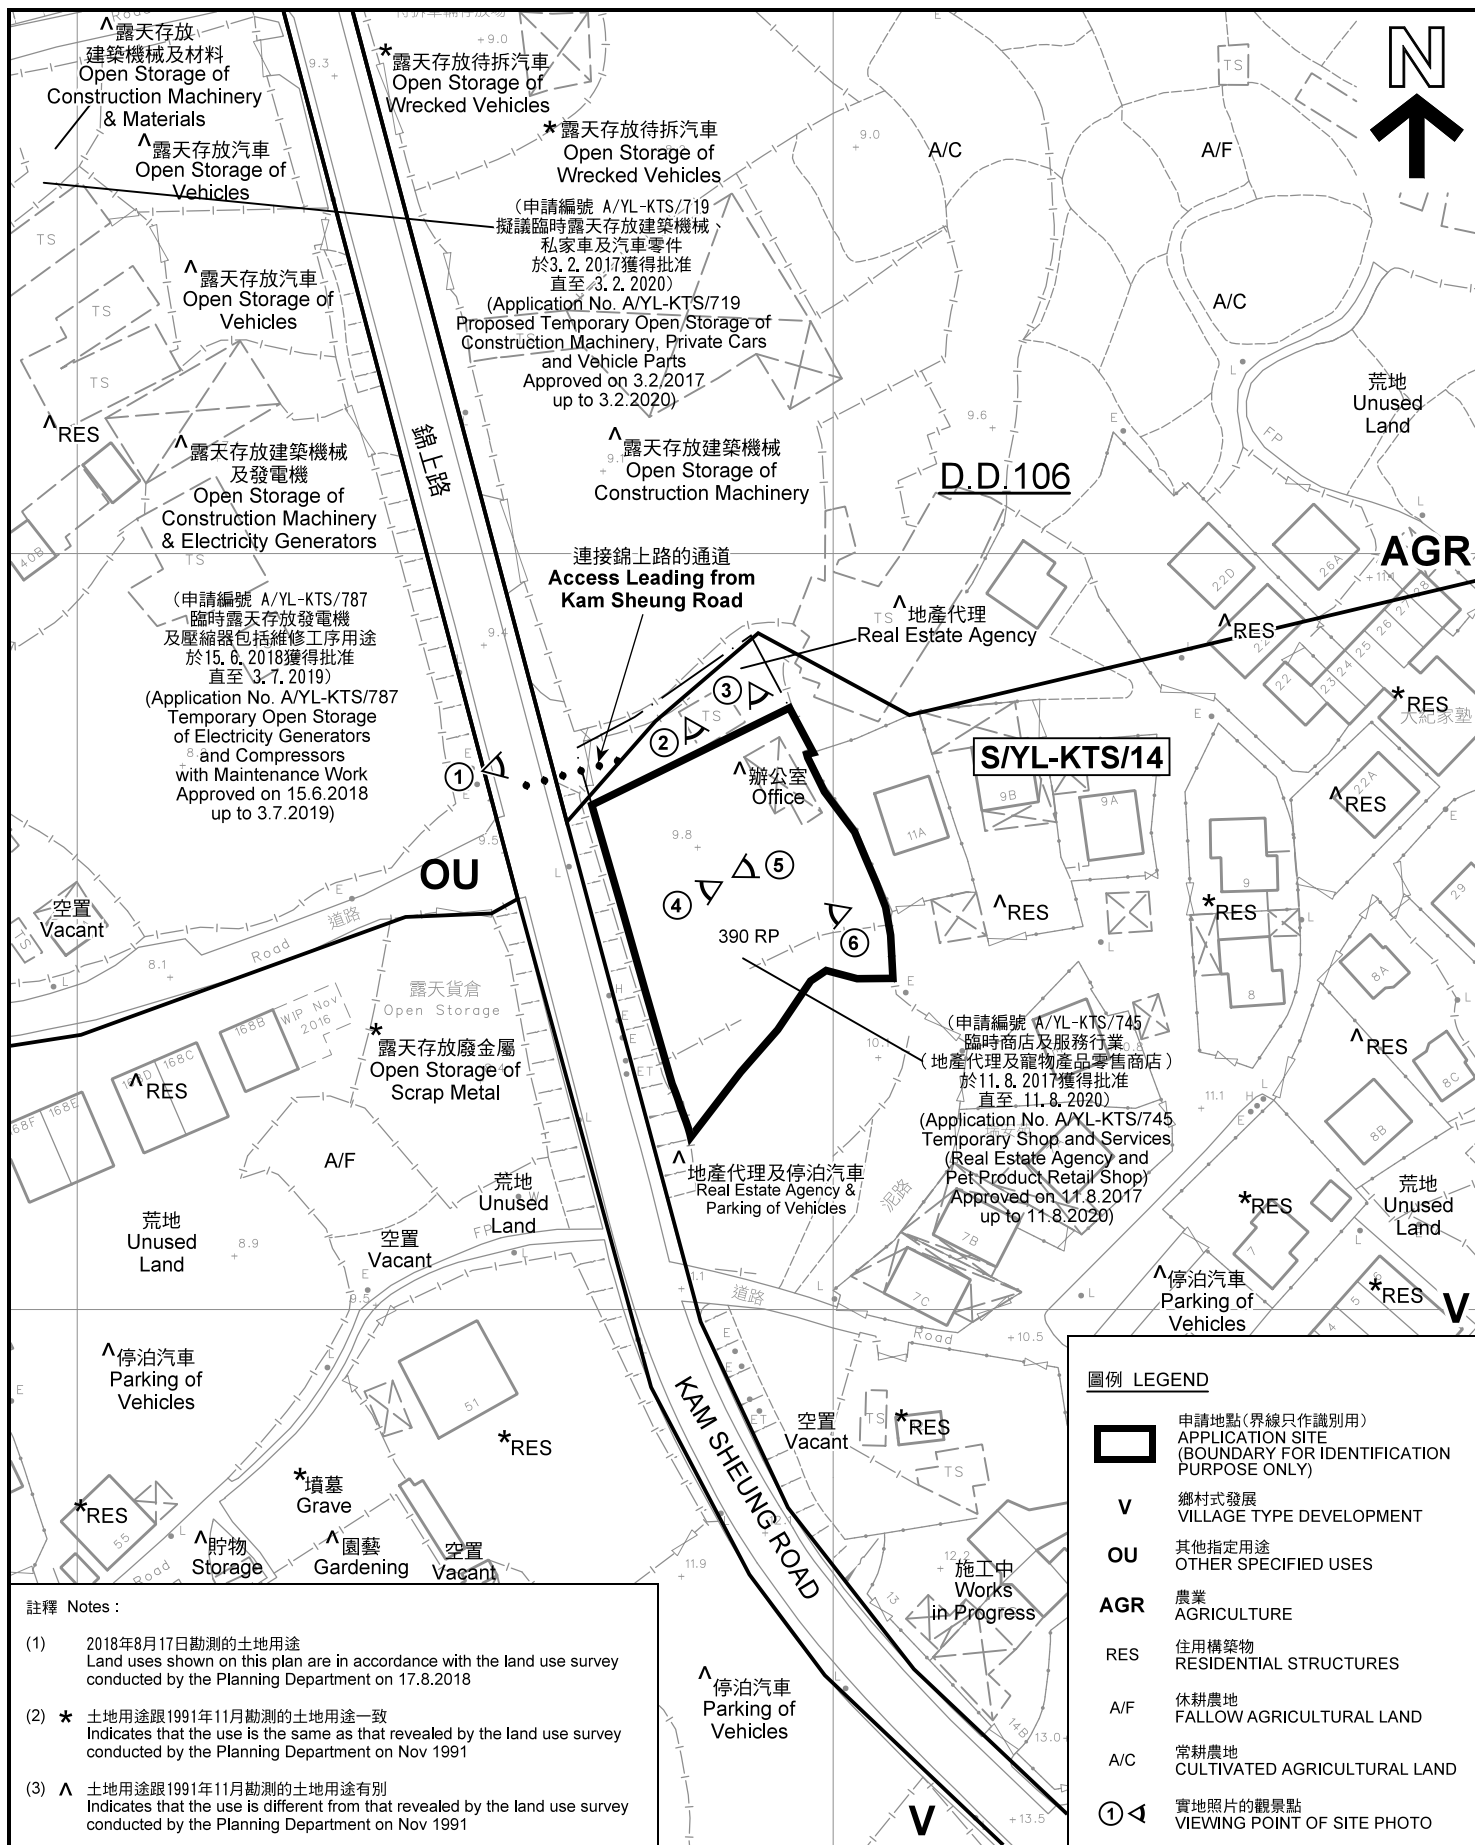 ^露天存放
建築機械及材料
Open Storage of
Construction Machinery
& Materials
^露天存放汽車
Open Storage of
Vehicles
*露天存放待拆汽車
Open Storage of
Wrecked Vehicles
*露天存放待拆汽車
Open Storage of
Wrecked Vehicles
N
A/C
A/F
A/C
(申請編號 A/YL-KTS/719
擬議臨時露天存放建築機械、
私家車及汽車零件
於3.2.2017獲得批准
直至 3.2.2020)
(Application No. A/YL-KTS/719
Proposed Temporary Open Storage of
Construction Machinery, Private Cars
and Vehicle Parts
Approved on 3.2.2017
up to 3.2.2020)
^露天存放汽車
Open Storage of
Vehicles
^RES
^露天存放建築機械
及發電機
Open Storage of
Construction Machinery
& Electricity Generators
錦上路
^露天存放建築機械
Open Storage of
Construction Machinery
荒地
Unused
Land
D.D.106
AGR
連接錦上路的通道
Access Leading from
Kam Sheung Road
^地產代理
Real Estate Agency
^RES
*RES
(申請編號 A/YL-KTS/787
臨時露天存放發電機
及壓縮器包括維修工序用途
於15.6.2018獲得批准
直至 3.7.2019)
(Application No. A/YL-KTS/787
Temporary Open Storage
of Electricity Generators
and Compressors
with Maintenance Work
Approved on 15.6.2018
up to 3.7.2019)
1
2
3
4
5
6
^辦公室
Office
S/YL-KTS/14
^RES
^RES
*RES
OU
空置
Vacant
道路
Road
390 RP
露天貨倉
Open Storage
*露天存放廢金屬
Open Storage of
Scrap Metal
^RES
A/F
(申請編號 A/YL-KTS/745
臨時商店及服務行業
(地產代理及寵物產品零售商店)
於11.8.2017獲得批准
直至 11.8.2020)
(Application No. A/YL-KTS/745
Temporary Shop and Services
(Real Estate Agency and
Pet Product Retail Shop)
Approved on 11.8.2017
up to 11.8.2020)
^RES
^地產代理及停泊汽車
Real Estate Agency &
Parking of Vehicles
泥路
荒地
Unused
Land
荒地
Unused
Land
空置
Vacant
*RES
荒地
Unused
Land
^停泊汽車
Parking of
Vehicles
*RES
V
道路
Road
^停泊汽車
Parking of
Vehicles
*RES
*墳墓
Grave
*RES
^貯物
Storage
^園藝
Gardening
空置
Vacant
KAM SHEUNG ROAD
空置
Vacant
*RES
施工中
Works
in Progress
^停泊汽車
Parking of
Vehicles
V
註釋 Notes :
(1) 2018年8月17日勘測的土地用途
Land uses shown on this plan are in accordance with the land use survey
conducted by the Planning Department on 17.8.2018
(2) * 土地用途跟1991年11月勘測的土地用途一致
Indicates that the use is the same as that revealed by the land use survey
conducted by the Planning Department on Nov 1991
(3) ^ 土地用途跟1991年11月勘測的土地用途有別
Indicates that the use is different from that revealed by the land use survey
conducted by the Planning Department on Nov 1991
圖例 LEGEND
申請地點(界線只作識別用)
APPLICATION SITE
(BOUNDARY FOR IDENTIFICATION
PURPOSE ONLY)
V 鄉村式發展
VILLAGE TYPE DEVELOPMENT
OU 其他指定用途
OTHER SPECIFIED USES
AGR 農業
AGRICULTURE
RES 住用構築物
RESIDENTIAL STRUCTURES
A/F 休耕農地
FALLOW AGRICULTURAL LAND
A/C 常耕農地
CULTIVATED AGRICULTURAL LAND
1 實地照片的觀景點
VIEWING POINT OF SITE PHOTO